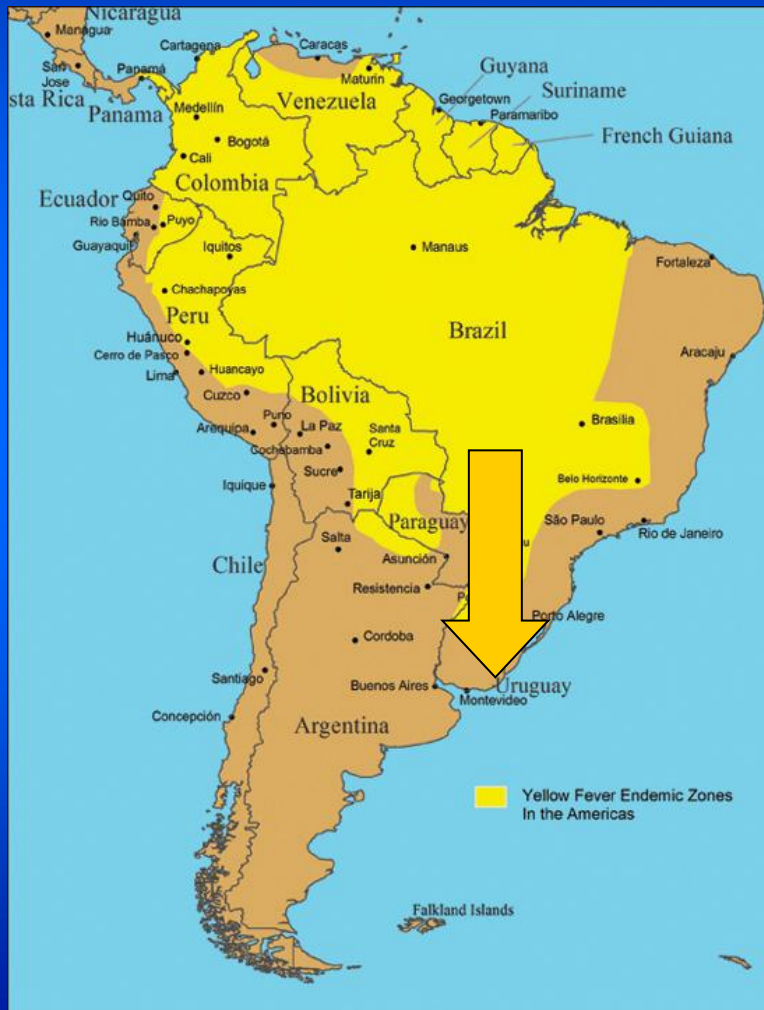 Nicaragua
Managua
Cartagena
Caracas
San
Jose
Panamá
Maturin
Guyana
sta Rica
Venezuela
Georgetown
Suriname
Panama
Medellín
Paramaribo
French Guiana
Bogotá
Cali
Colombia
Ecuador
Quito
Rio Bamba
Puyo
Guayaquil
Iquitos
Manaus
Fortaleza
Chachapoyas
Peru
Brazil
Huánuco
Cerro de Pasco
Aracaju
Lima
Huancayo
Bolivia
Cuzco
Brasilia
Puno
Arequipa
La Paz
Santa
Cruz
Cochebamba
Sucre
Belo Horizonte
Iquique
Tarija
Paraguay
São Paulo
Rio de Janeiro
Salta
Chile
Asunción
Resistencia
Porto Alegre
Cordoba
Santiago
Buenos Aires
Uruguay
Montevideo
Concepción
Argentina
Yellow Fever Endemic Zones
In the Americas
Falkland Islands